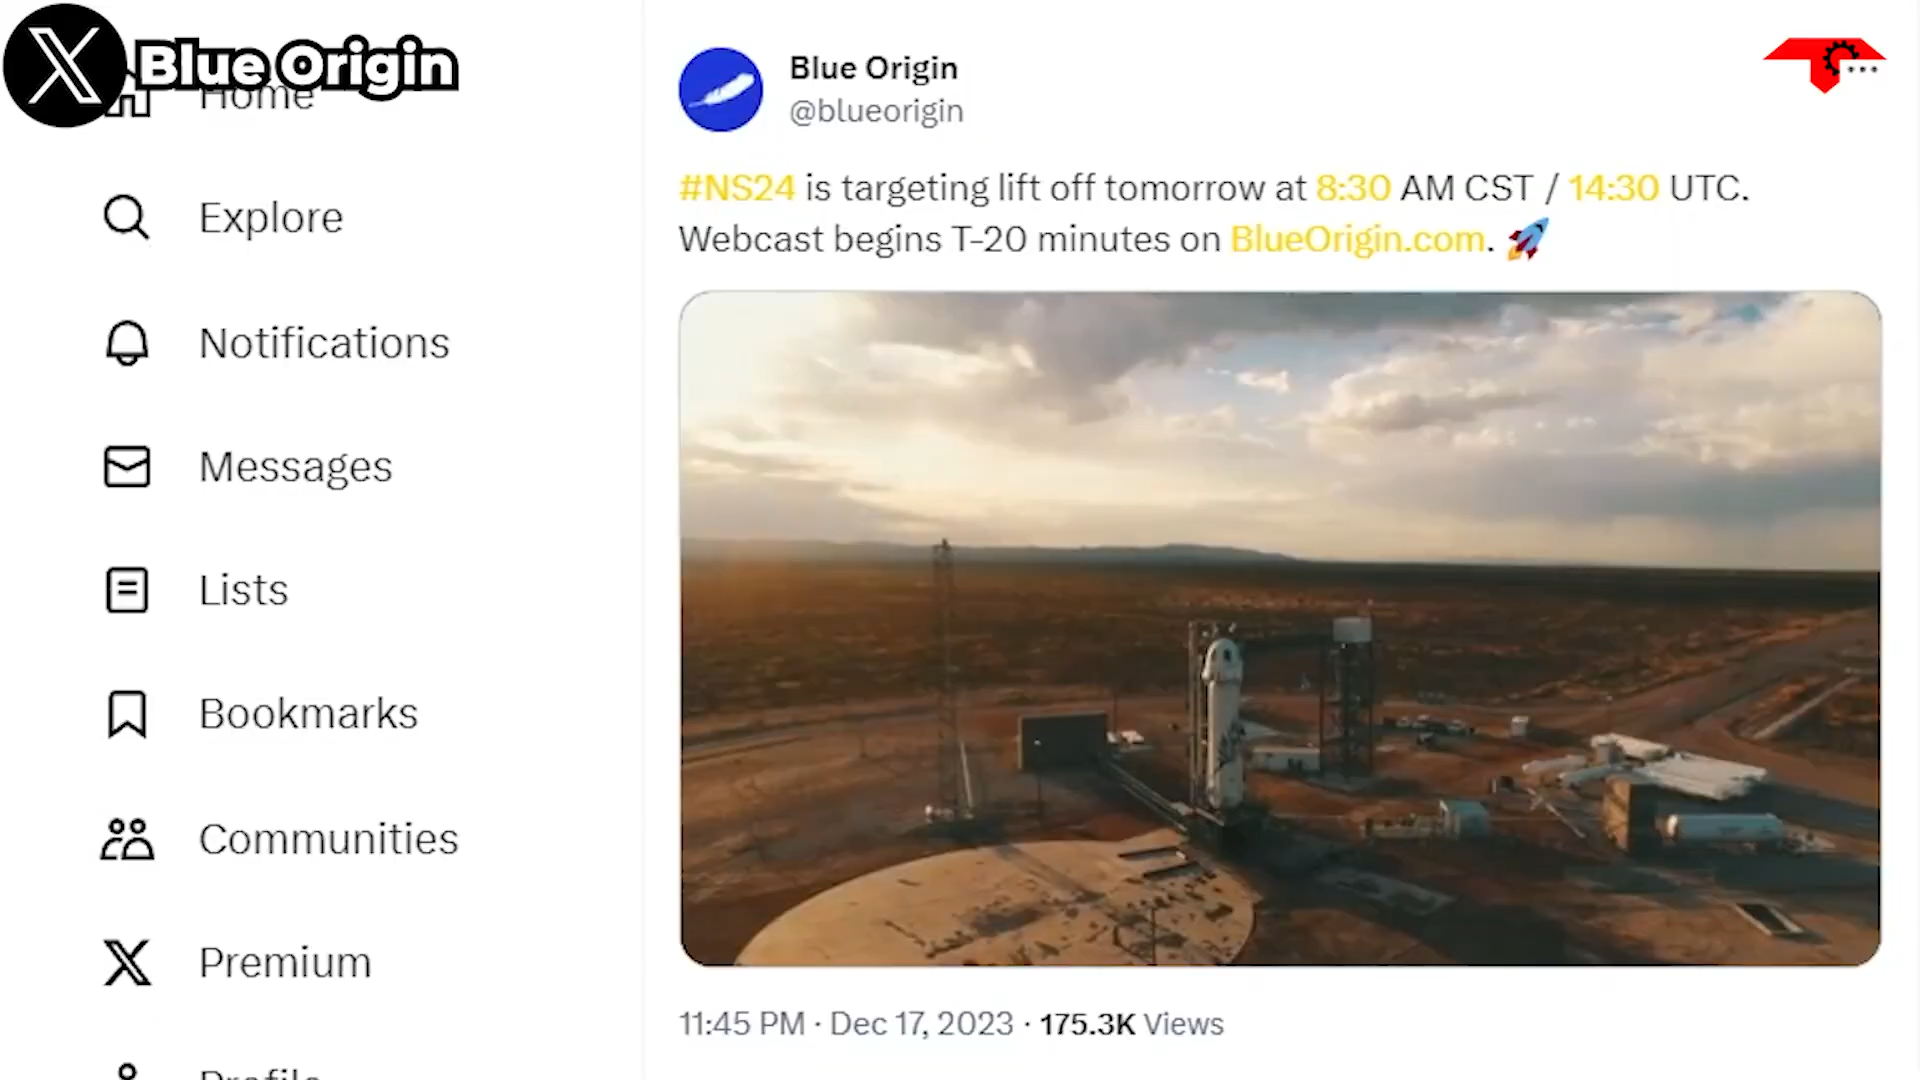 Blue Origin
Home
Explore
Notifications
Messages
Lists
Bookmarks
Communities
Premium
Profile
Blue Origin
@blueorigin
#NS24 is targeting lift off tomorrow at 8:30 AM CST / 14:30 UTC.
Webcast begins T-20 minutes on BlueOrigin.com. 🚀
11:45 PM · Dec 17, 2023 · 175.3K Views